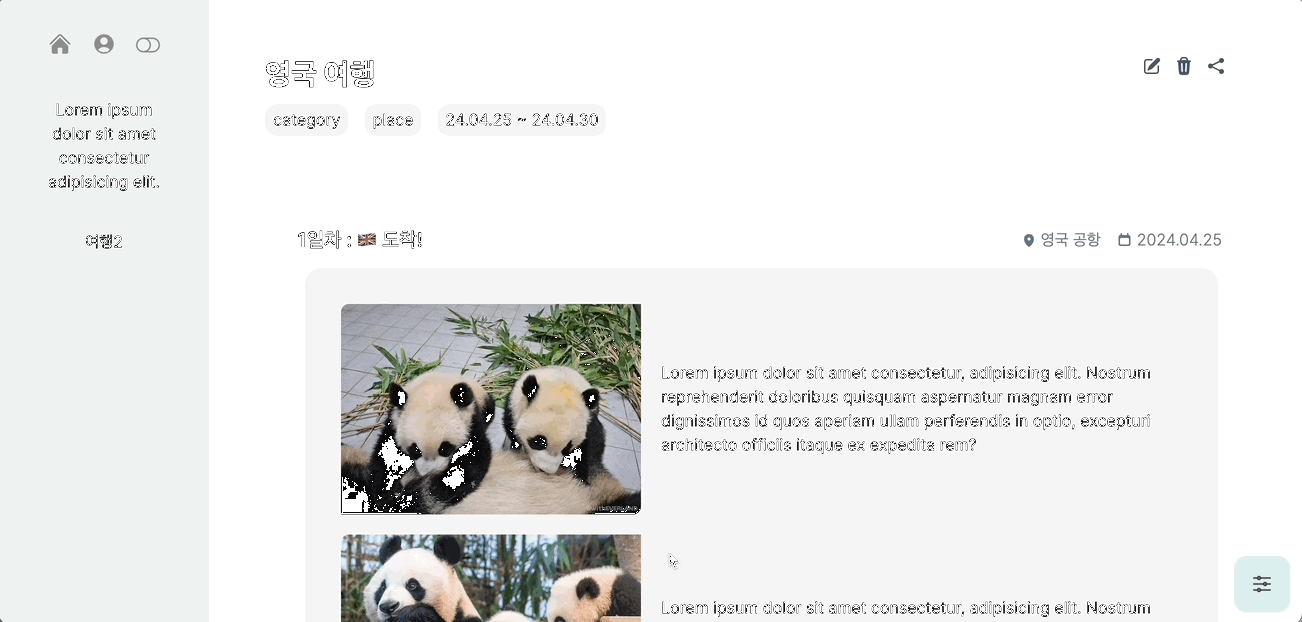 Lorem ipsum
dolor sit amet
consectetur
adipisicing elit.
여행2
영국 여행
category place 24.04.25 ~ 24.04.30
1일차 : 🇬🇧 도착! 영국 공항 2024.04.25
Lorem ipsum dolor sit amet consectetur, adipisicing elit. Nostrum
reprehenderit doloribus quisquam aspernatur magnam error
dignissimos id quos aperiam ullam perferendis in optio, excepturi
architecto officiis itaque ex expedita rem?
Lorem ipsum dolor sit amet consectetur, adipisicing elit. Nostrum